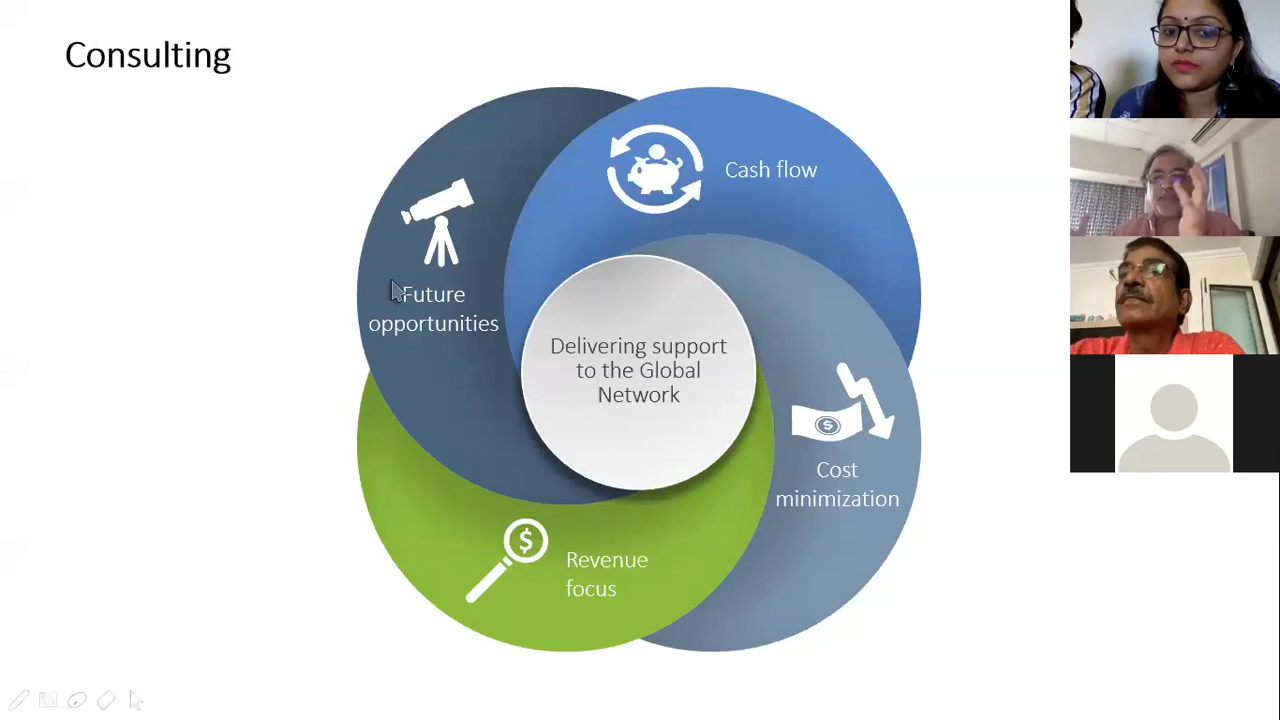 Consulting
Cash flow
Future
opportunities
Delivering support
to the Global
Network
Cost
minimization
Revenue
focus